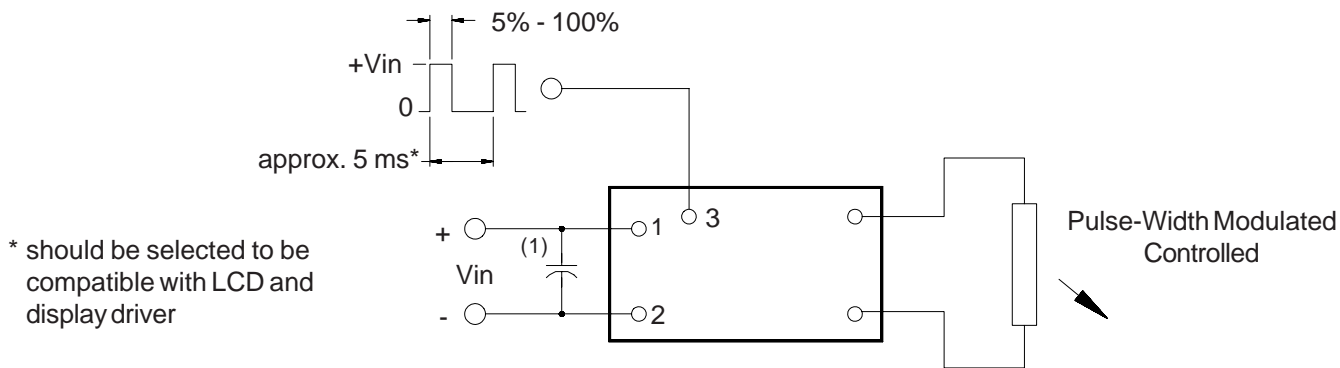 5% - 100%
+Vin
0
approx. 5 ms*
3
1
+
(1)
Vin
-
2
* should be selected to be
compatible with LCD and
display driver
Pulse-Width Modulated
Controlled